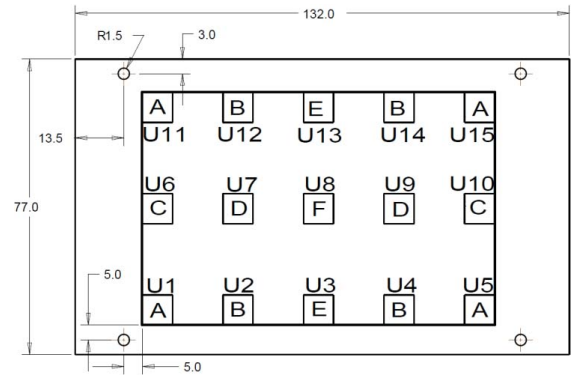 132.0
R1.5 3.0
A B E B A
U11 U12 U13 U14 U15
13.5
U6 U7 U8 U9 U10
C D F D C
77.0
5.0
U1 U2 U3 U4 U5
A B E B A
5.0